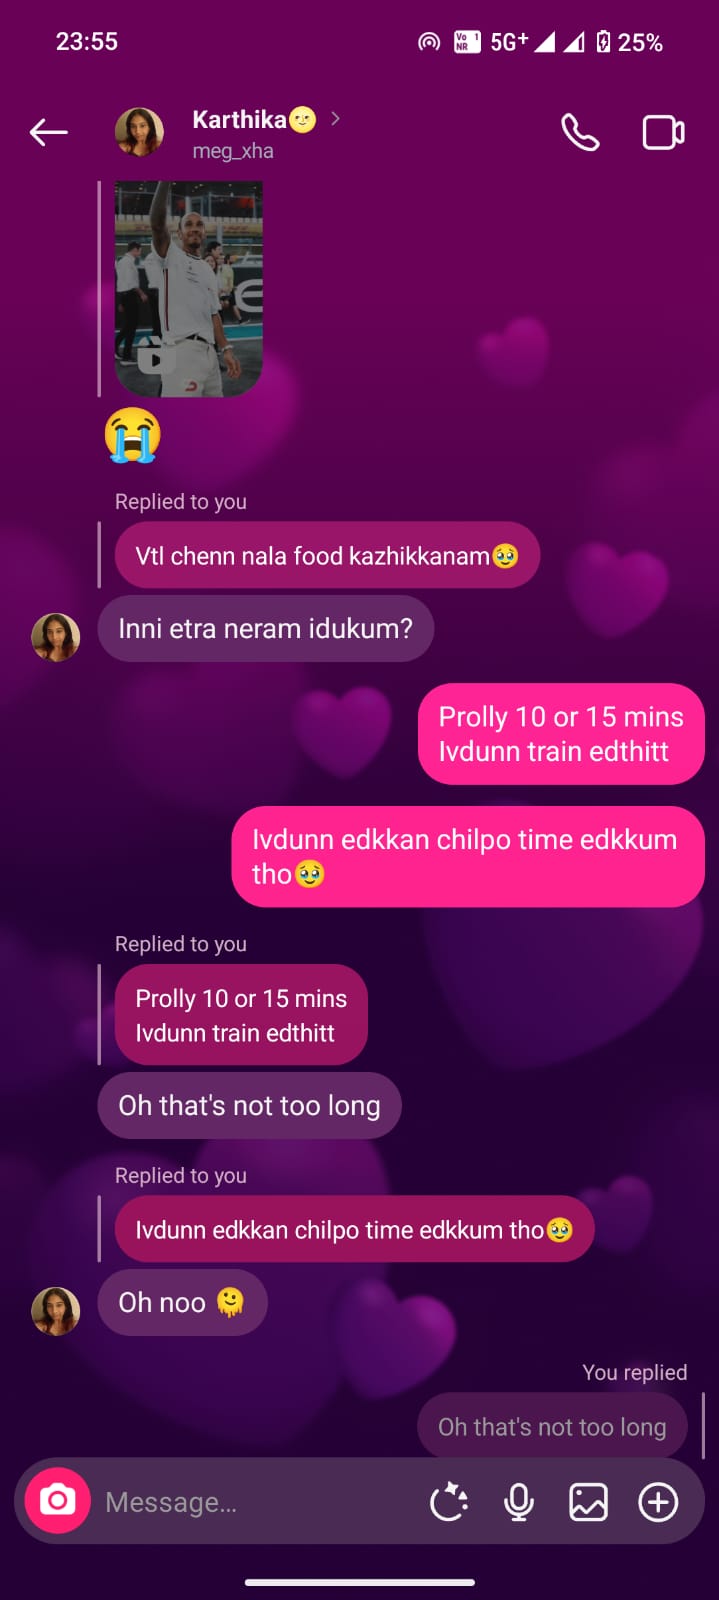 23:55
Vo 1
NR
5G+
25%
Karthika🌝
meg_xha
😭
Replied to you
Vtl chenn nala food kazhikkanam🥹
Inni etra neram idukum?
Prolly 10 or 15 mins
Ivdunn train edthitt
Ivdunn edkkan chilpo time edkkum
tho🥹
Replied to you
Prolly 10 or 15 mins
Ivdunn train edthitt
Oh that's not too long
Replied to you
Ivdunn edkkan chilpo time edkkum tho🥹
Oh noo 🫠
You replied
Oh that's not too long
Message…